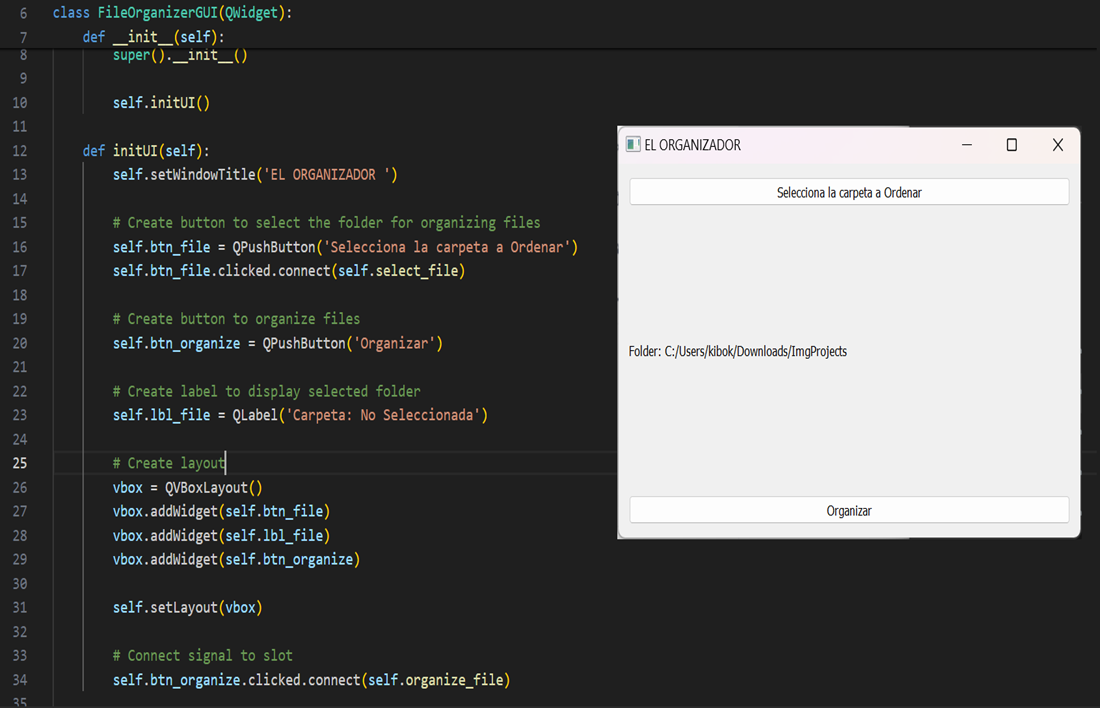 6 class FileOrganizerGUI(QWidget):
7 def __init__(self):
8 super().__init__()
9
10 self.initUI()
11
12 def initUI(self):
13 self.setWindowTitle('EL ORGANIZADOR ')
14
15 # Create button to select the folder for organizing files
16 self.btn_file = QPushButton('Selecciona la carpeta a Ordenar')
17 self.btn_file.clicked.connect(self.select_file)
18
19 # Create button to organize files
20 self.btn_organize = QPushButton('Organizar')
21
22 # Create label to display selected folder
23 self.lbl_file = QLabel('Carpeta: No Seleccionada')
24
25 # Create layout
26 vbox = QVBoxLayout()
27 vbox.addWidget(self.btn_file)
28 vbox.addWidget(self.lbl_file)
29 vbox.addWidget(self.btn_organize)
30
31 self.setLayout(vbox)
32
33 # Connect signal to slot
34 self.btn_organize.clicked.connect(self.organize_file)
35
EL ORGANIZADOR
Selecciona la carpeta a Ordenar
Folder: C:/Users/kibok/Downloads/ImgProjects
Organizar